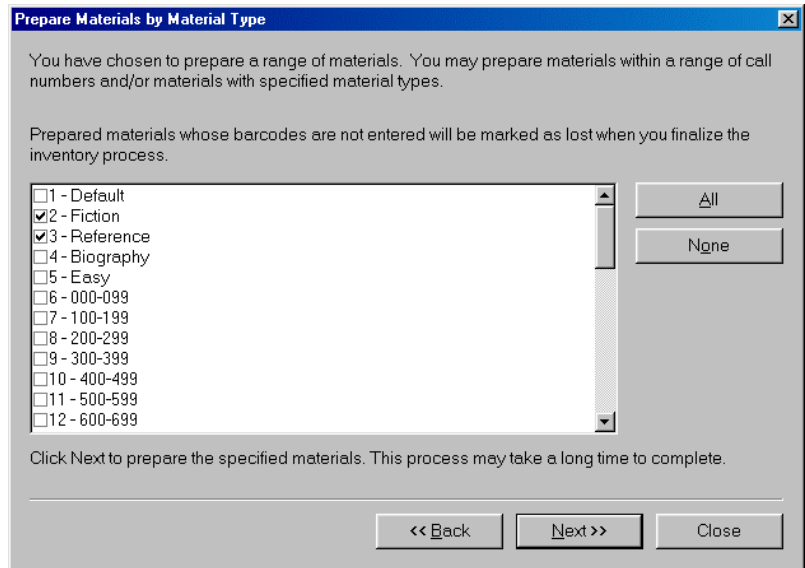 Prepare Materials by Material Type
You have chosen to prepare a range of materials. You may prepare materials within a range of call
numbers and/or materials with specified material types.
Prepared materials whose barcodes are not entered will be marked as lost when you finalize the
inventory process.
1 - Default
2 - Fiction
3 - Reference
4 - Biography
5 - Easy
6 - 000-099
7 - 100-199
8 - 200-299
9 - 300-399
10 - 400-499
11 - 500-599
12 - 600-699
All
None
Click Next to prepare the specified materials. This process may take a long time to complete.
<< Back
Next >>
Close